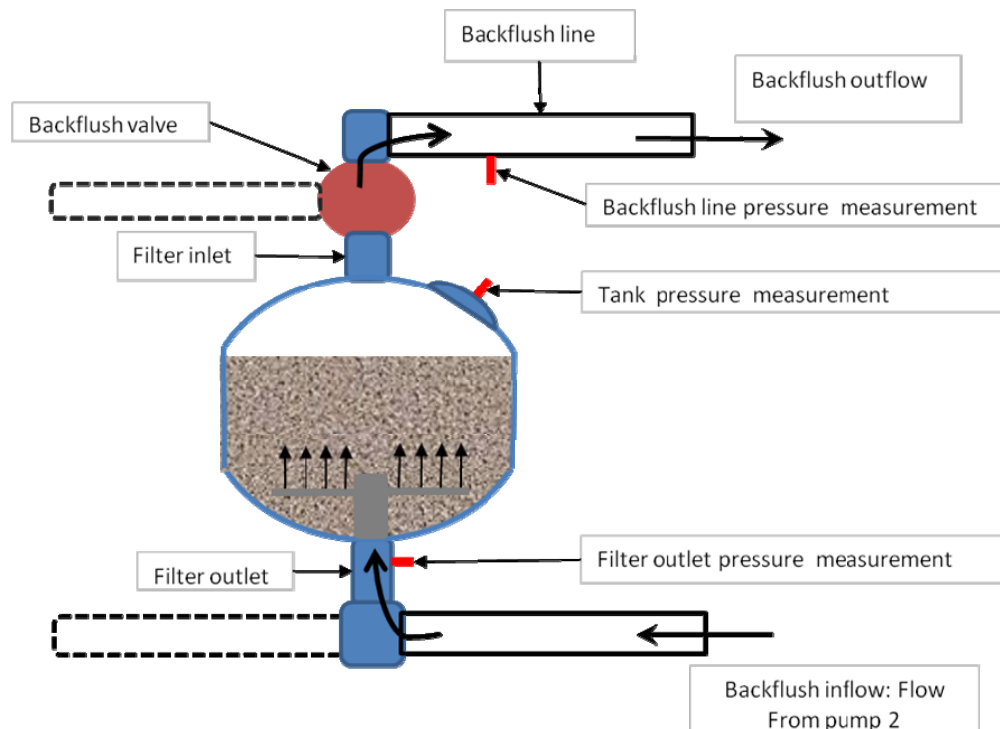 Backflush line
Backflush outflow
Backflush valve
Backflush line pressure measurement
Filter inlet
Tank pressure measurement
Filter outlet pressure measurement
Filter outlet
Backflush inflow: Flow
From pump 2